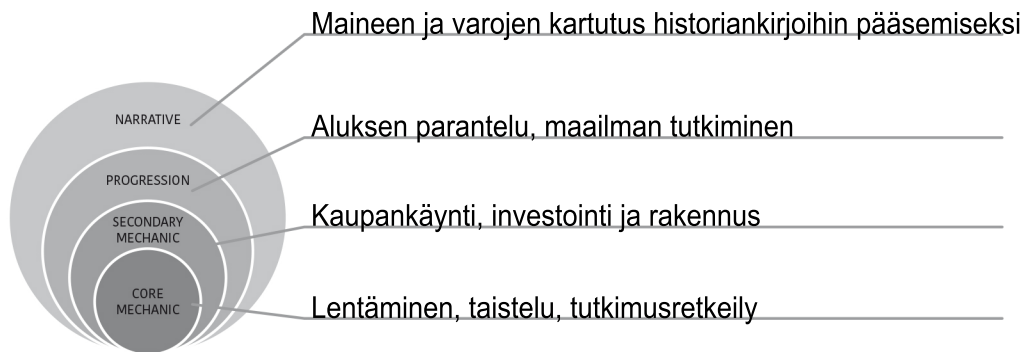 Maineen ja varojen kartutus historiankirjoihin pääsemiseksi
NARRATIVE
Aluksen parantelu, maailman tutkiminen
PROGRESSION
Kaupankäynti, investointi ja rakennus
SECONDARY
MECHANIC
Lentäminen, taistelu, tutkimusretkeily
CORE
MECHANIC